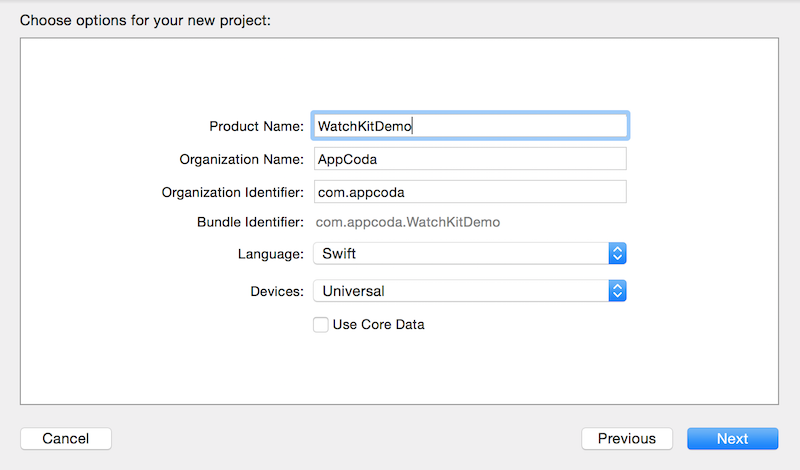 Choose options for your new project:
Product Name: WatchKitDemo
Organization Name: AppCoda
Organization Identifier: com.appcoda
Bundle Identifier: com.appcoda.WatchKitDemo
Language: Swift
Devices: Universal
Use Core Data
Cancel Previous Next